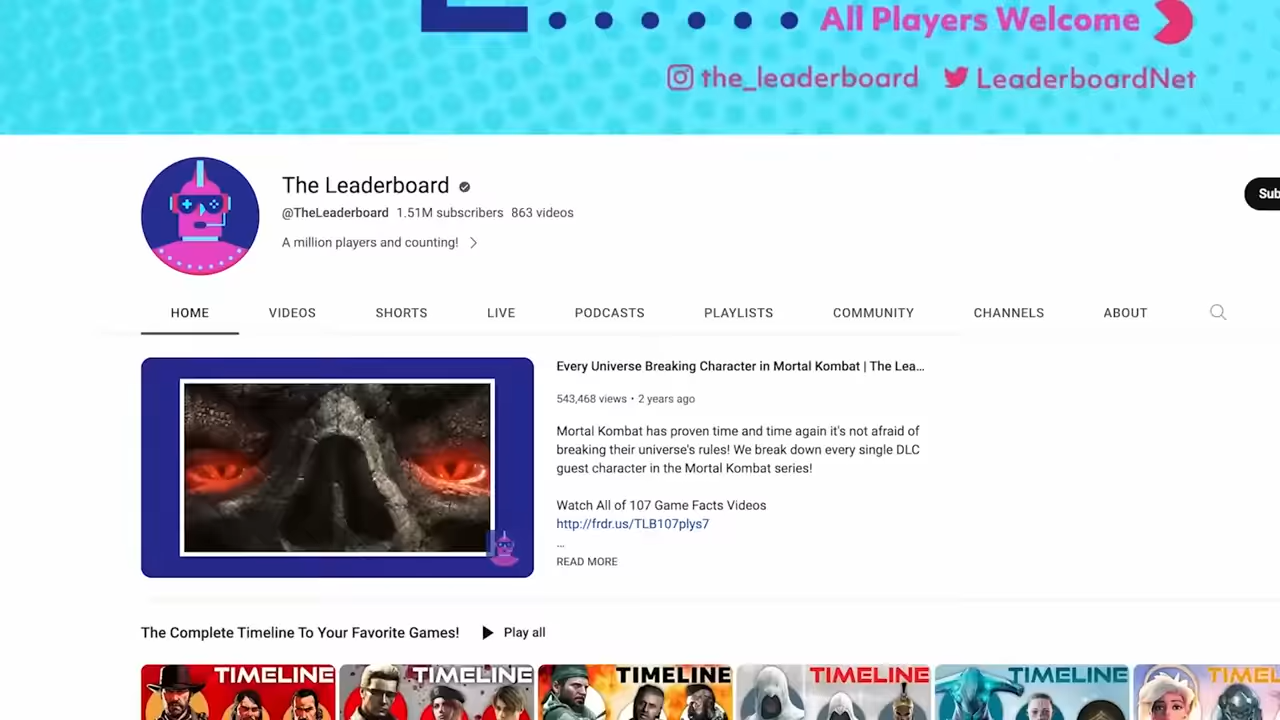 All Players Welcome
the_leaderboard LeaderboardNet
The Leaderboard
@TheLeaderboard 1.51M subscribers 863 videos
A million players and counting!
Sub
HOME VIDEOS SHORTS LIVE PODCASTS PLAYLISTS COMMUNITY CHANNELS ABOUT
Every Universe Breaking Character in Mortal Kombat | The Lea...
543,468 views • 2 years ago
Mortal Kombat has proven time and time again it's not afraid of
breaking their universe's rules! We break down every single DLC
guest character in the Mortal Kombat series!
Watch All of 107 Game Facts Videos
http://frdr.us/TLB107plys7
...
READ MORE
The Complete Timeline To Your Favorite Games! Play all
TIMELINE TIMELINE TIMELINE TIMELINE TIMELINE TIME